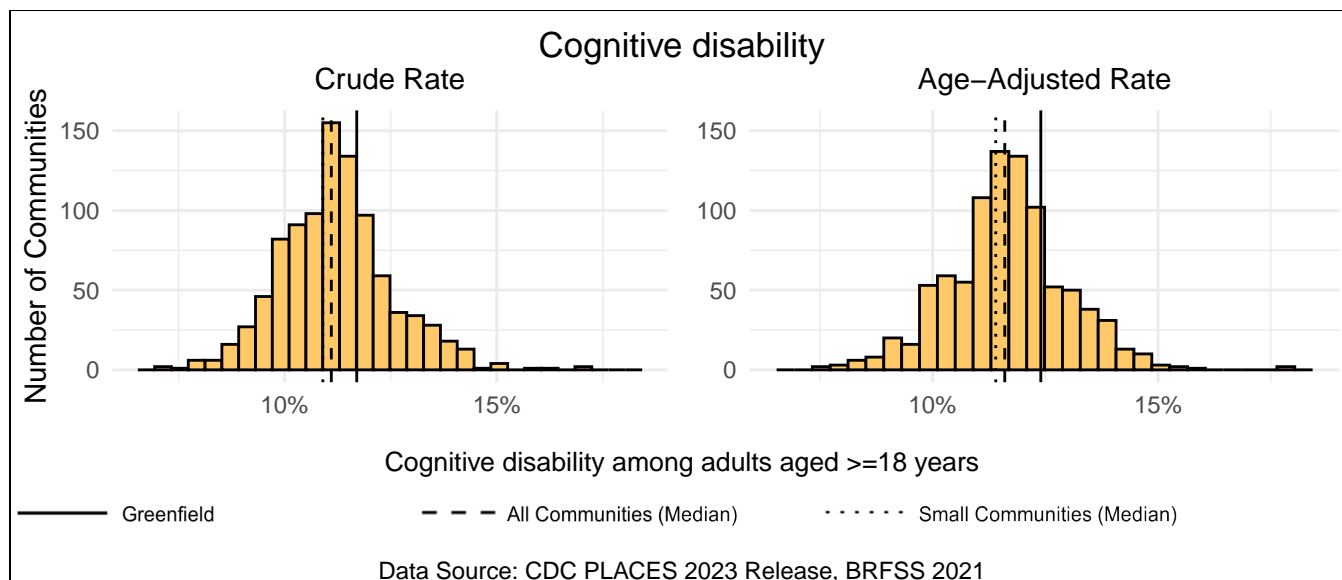 Cognitive disability
Crude Rate
Age−Adjusted Rate
Number of Communities
150
100
50
0
10%
15%
150
100
50
0
10%
15%
Cognitive disability among adults aged >=18 years
Greenfield
All Communities (Median)
Small Communities (Median)
Data Source: CDC PLACES 2023 Release, BRFSS 2021